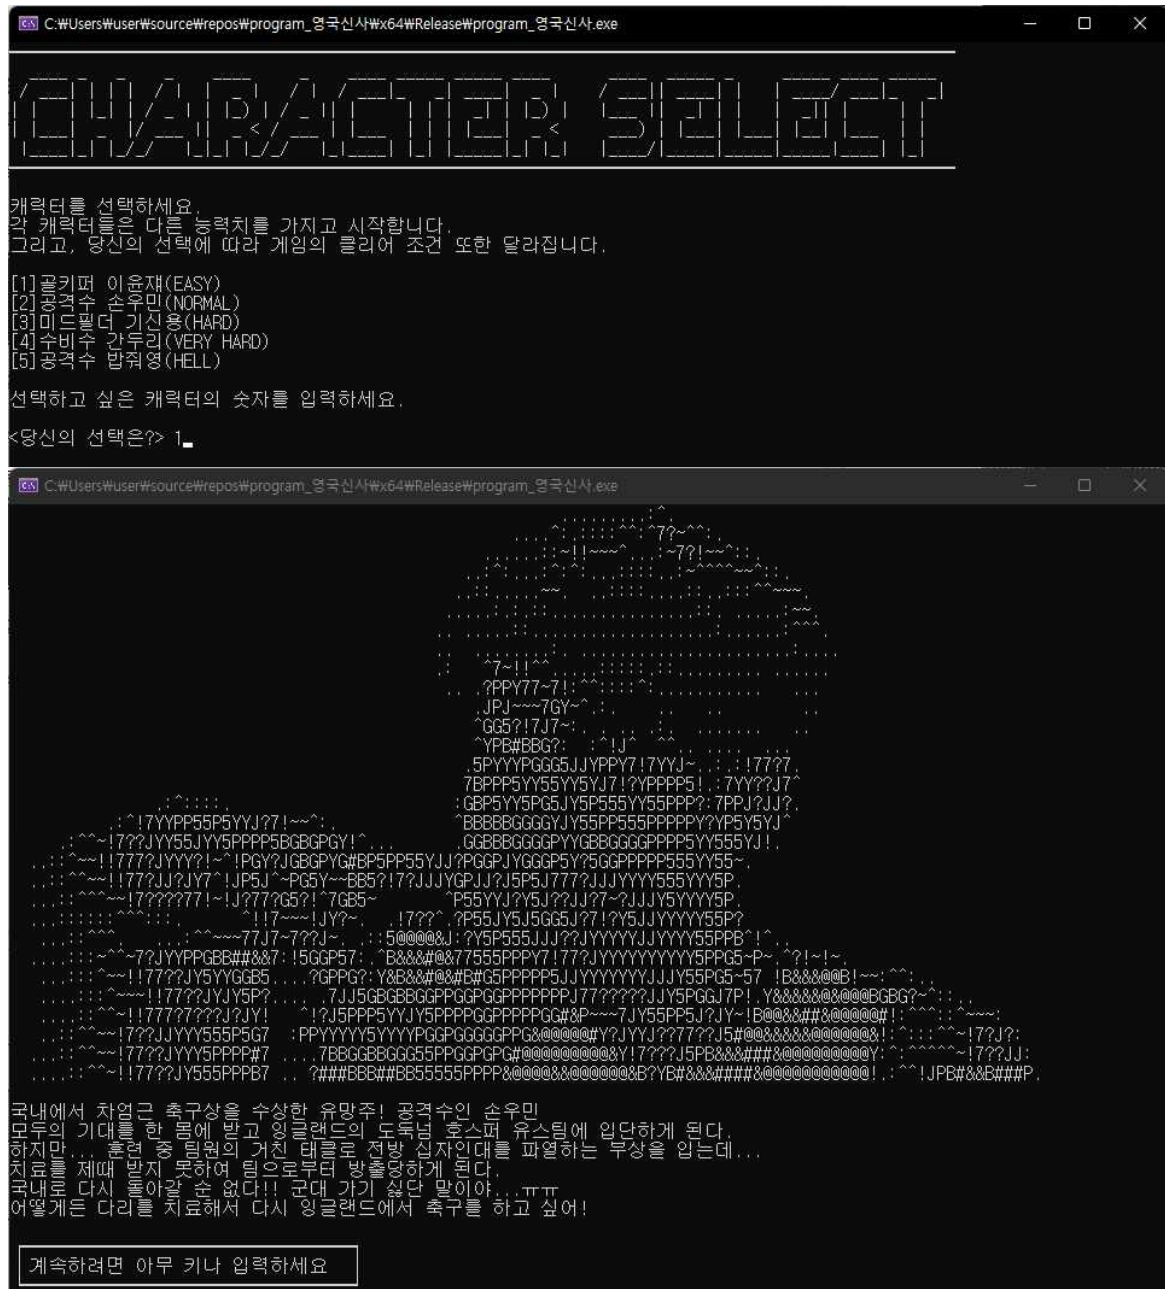 C:₩Users₩user₩source₩repos₩program_영국신사₩x64₩Release₩program_영국신사.exe
CHARACTER SELECT
캐릭터를 선택하세요.
각 캐릭터들은 다른 능력치를 가지고 시작합니다.
그리고, 당신의 선택에 따라 게임의 클리어 조건 또한 달라집니다.
[1]골키퍼 이윤쟤(EASY)
[2]공격수 손우민(NORMAL)
[3]미드필더 기신용(HARD)
[4]수비수 간두리(VERY HARD)
[5]공격수 밥줘영(HELL)
선택하고 싶은 캐릭터의 숫자를 입력하세요.
<당신의 선택은?> 1
C:₩Users₩user₩source₩repos₩program_영국신사₩x64₩Release₩program_영국신사.exe
국내에서 차엄근 축구상을 수상한 유망주! 공격수인 손우민
모두의 기대를 한 몸에 받고 잉글랜드의 도둑넘 호스퍼 유스팀에 입단하게 된다.
하지만... 훈련 중 팀원의 거친 태클로 전방 십자인대를 파열하는 부상을 입는데...
치료를 제때 받지 못하여 팀으로부터 방출당하게 된다.
국내로 다시 돌아갈 순 없다!! 군대 가기 싫단 말이야...ㅠㅠ
어떻게든 다리를 치료해서 다시 잉글랜드에서 축구를 하고 싶어!
계속하려면 아무 키나 입력하세요